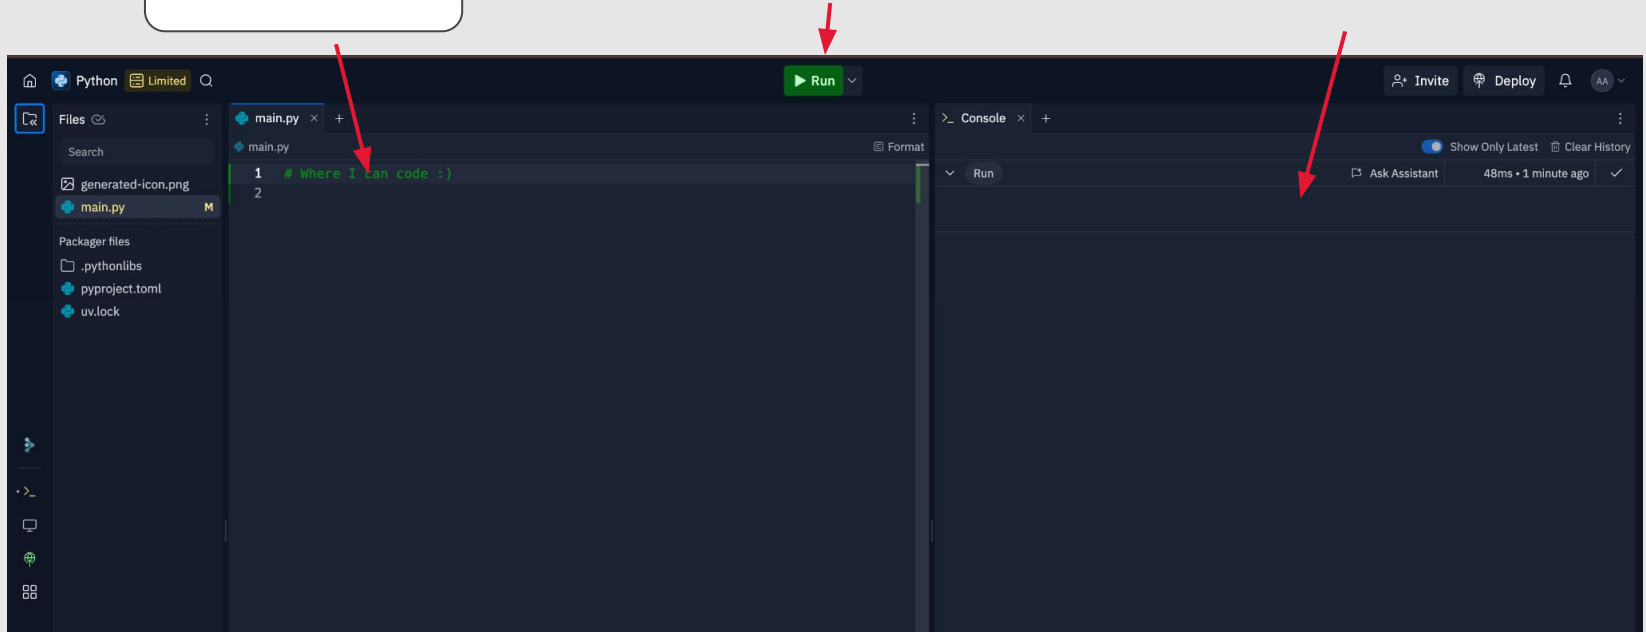 Python Limited
Run
Invite Deploy AA
Files
main.py × +
>_ Console × +
Search
main.py
Format
Show Only Latest Clear History
generated-icon.png
main.py M
1 # Where I can code :)
2
Run
Ask Assistant 48ms • 1 minute ago
Packager files
.pythonlibs
pyproject.toml
uv.lock